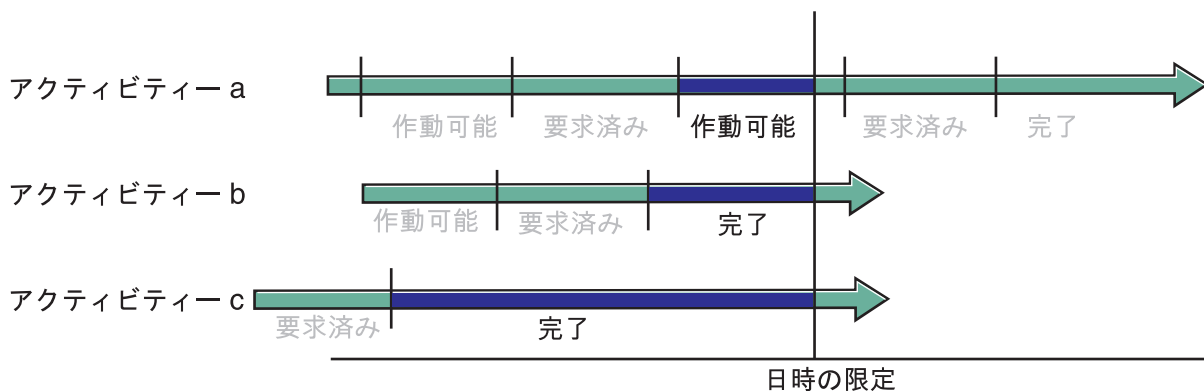 アクティビティー a
作動可能 要求済み 作動可能 要求済み 完了
アクティビティー b
作動可能 要求済み 完了
アクティビティー c
要求済み 完了
日時の限定